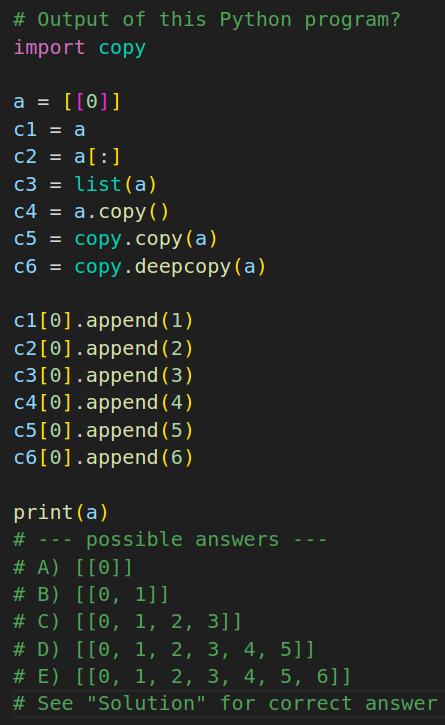 # Output of this Python program?
import copy

a = [[0]]
c1 = a
c2 = a[:]
c3 = list(a)
c4 = a.copy()
c5 = copy.copy(a)
c6 = copy.deepcopy(a)

c1[0].append(1)
c2[0].append(2)
c3[0].append(3)
c4[0].append(4)
c5[0].append(5)
c6[0].append(6)

print(a)
# --- possible answers ---
# A) [[0]]
# B) [[0, 1]]
# C) [[0, 1, 2, 3]]
# D) [[0, 1, 2, 3, 4, 5]]
# E) [[0, 1, 2, 3, 4, 5, 6]]
# See "Solution" for correct answer